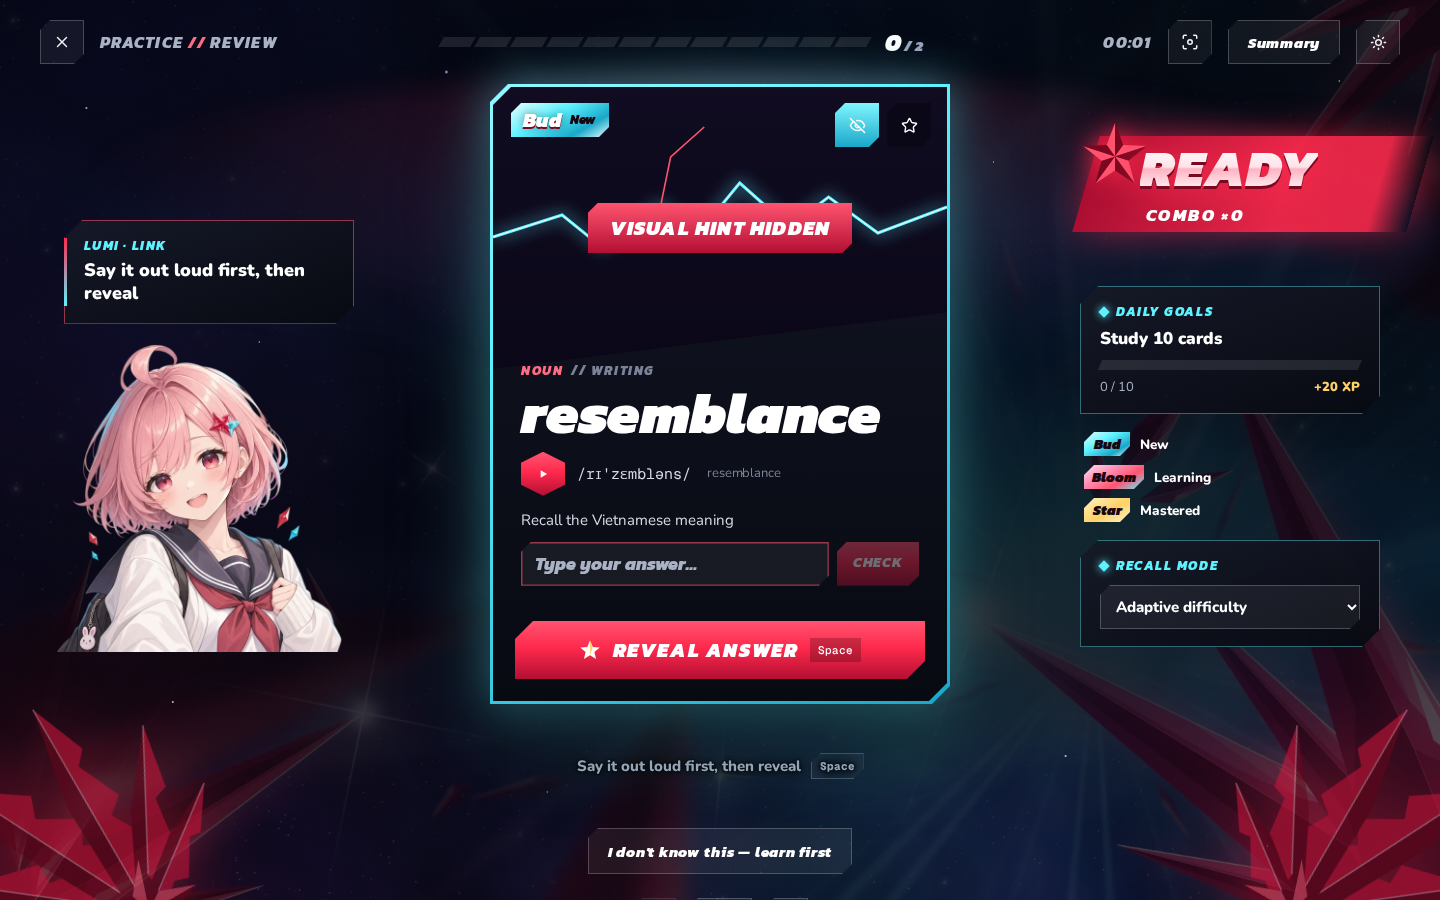 PRACTICE // REVIEW
0 / 2
00:01
Summary
Bud New
VISUAL HINT HIDDEN
LUMI · LINK
Say it out loud first, then
reveal
NOUN // WRITING
resemblance
/rɪˈzɛmbləns/ resemblance
Recall the Vietnamese meaning
Type your answer...
CHECK
REVEAL ANSWER Space
Say it out loud first, then reveal Space
I don't know this — learn first
READY
COMBO ×0
DAILY GOALS
Study 10 cards
0 / 10 +20 XP
Bud New
Bloom Learning
Star Mastered
RECALL MODE
Adaptive difficulty